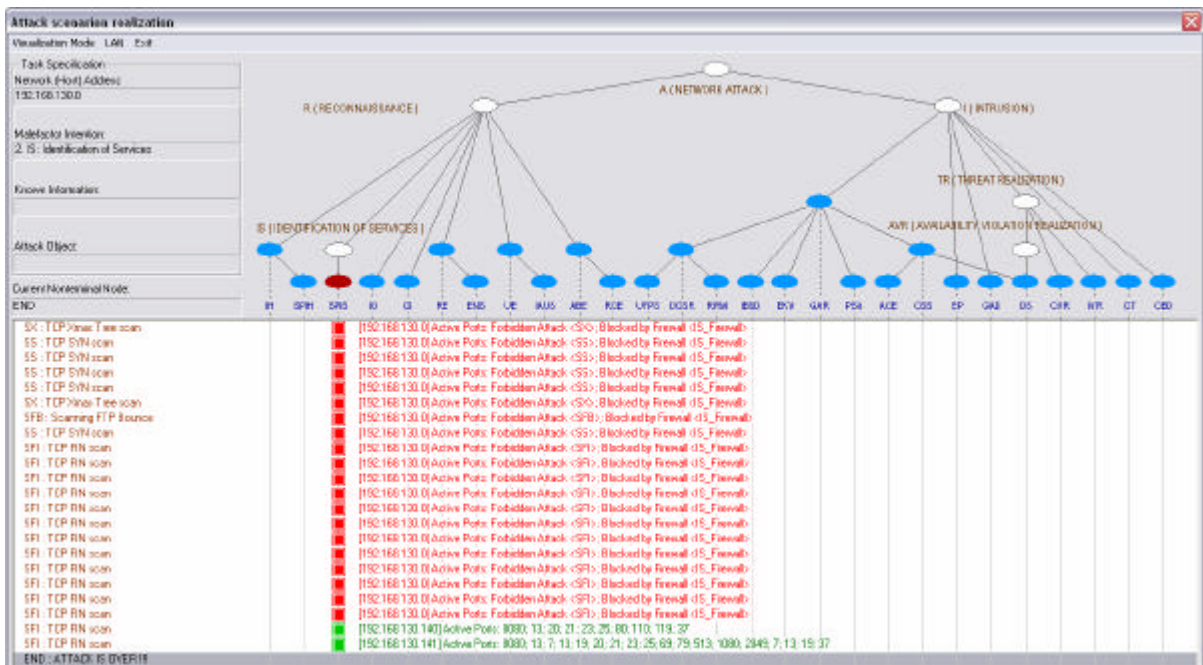 Attack scenarion realization
Visualization Mode LAN Exit
Task Specification
Network (Host) Address
192.168.130.0
Malefactor Intention:
2. IS : Identification of Services
Known Information:
Attack Object:
Current Nonterminal Node:
END
A (NETWORK ATTACK)
R (RECONNAISSANCE)
I (INTRUSION)
TR (THREAT REALIZATION)
IS (IDENTIFICATION OF SERVICES)
AVR (AVAILABILITY VIOLATION REALIZATION)
IH SPIH SPIS IO CI RE ENS UE ABE RCE DOSR EKV GAR ACE CSS EP GAD DS CVR WR CT CBD
SX : TCP Xmas Tree scan [192.168.130.0] Active Ports: Forbidden Attack <SX>; Blocked by Firewall <IS_Firewall>
SS : TCP SYN scan [192.168.130.0] Active Ports: Forbidden Attack <SS>; Blocked by Firewall <IS_Firewall>
SS : TCP SYN scan [192.168.130.0] Active Ports: Forbidden Attack <SS>; Blocked by Firewall <IS_Firewall>
SS : TCP SYN scan [192.168.130.0] Active Ports: Forbidden Attack <SS>; Blocked by Firewall <IS_Firewall>
SS : TCP SYN scan [192.168.130.0] Active Ports: Forbidden Attack <SS>; Blocked by Firewall <IS_Firewall>
SX : TCP Xmas Tree scan [192.168.130.0] Active Ports: Forbidden Attack <SX>; Blocked by Firewall <IS_Firewall>
SFB : Scanning FTP Bounce [192.168.130.0] Active Ports: Forbidden Attack <SFB>; Blocked by Firewall <IS_Firewall>
SS : TCP SYN scan [192.168.130.0] Active Ports: Forbidden Attack <SS>; Blocked by Firewall <IS_Firewall>
SFI : TCP FIN scan [192.168.130.0] Active Ports: Forbidden Attack <SFI>; Blocked by Firewall <IS_Firewall>
SFI : TCP FIN scan [192.168.130.0] Active Ports: Forbidden Attack <SFI>; Blocked by Firewall <IS_Firewall>
SFI : TCP FIN scan [192.168.130.0] Active Ports: Forbidden Attack <SFI>; Blocked by Firewall <IS_Firewall>
SFI : TCP FIN scan [192.168.130.0] Active Ports: Forbidden Attack <SFI>; Blocked by Firewall <IS_Firewall>
SFI : TCP FIN scan [192.168.130.0] Active Ports: Forbidden Attack <SFI>; Blocked by Firewall <IS_Firewall>
SFI : TCP FIN scan [192.168.130.0] Active Ports: Forbidden Attack <SFI>; Blocked by Firewall <IS_Firewall>
SFI : TCP FIN scan [192.168.130.0] Active Ports: Forbidden Attack <SFI>; Blocked by Firewall <IS_Firewall>
SFI : TCP FIN scan [192.168.130.0] Active Ports: Forbidden Attack <SFI>; Blocked by Firewall <IS_Firewall>
SFI : TCP FIN scan [192.168.130.0] Active Ports: Forbidden Attack <SFI>; Blocked by Firewall <IS_Firewall>
SFI : TCP FIN scan [192.168.130.0] Active Ports: Forbidden Attack <SFI>; Blocked by Firewall <IS_Firewall>
SFI : TCP FIN scan [192.168.130.0] Active Ports: Forbidden Attack <SFI>; Blocked by Firewall <IS_Firewall>
SFI : TCP FIN scan [192.168.130.0] Active Ports: Forbidden Attack <SFI>; Blocked by Firewall <IS_Firewall>
SFI : TCP FIN scan [192.168.130.140] Active Ports: 8080; 13; 20; 21; 23; 25; 80; 110; 119; 37
SFI : TCP FIN scan [192.168.130.141] Active Ports: 8080; 13; 7; 13; 19; 20; 21; 23; 25; 69; 79; 513; 1080; 2849; 7; 13; 19; 37
END : ATTACK IS OVER!!!